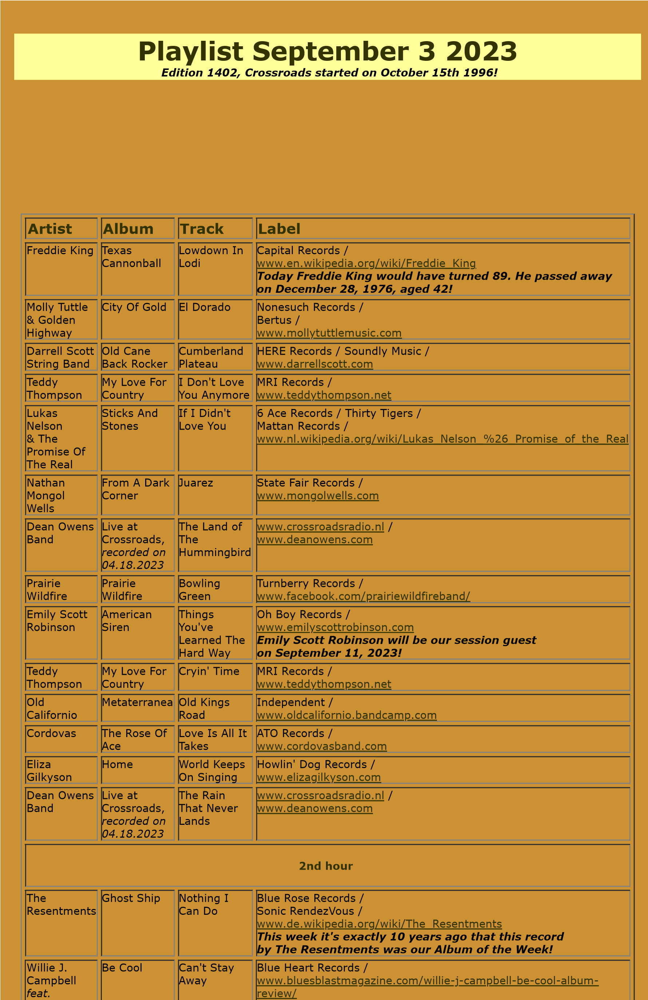 Playlist September 3 2023
Edition 1402, Crossroads started on October 15th 1996!
Artist
Album
Track
Label
Freddie King
Texas
Cannonball
Lowdown In
Lodi
Capital Records /
www.en.wikipedia.org/wiki/Freddie_King
Today Freddie King would have turned 89. He passed away
on December 28, 1976, aged 42!
Molly Tuttle
& Golden
Highway
City Of Gold
El Dorado
Nonesuch Records /
Bertus /
www.mollytuttlemusic.com
Darrell Scott
String Band
Old Cane
Back Rocker
Cumberland
Plateau
HERE Records / Soundly Music /
www.darrellscott.com
Teddy
Thompson
My Love For
Country
I Don't Love
You Anymore
MRI Records /
www.teddythompson.net
Lukas
Nelson
& The
Promise Of
The Real
Sticks And
Stones
If I Didn't
Love You
6 Ace Records / Thirty Tigers /
Mattan Records /
www.nl.wikipedia.org/wiki/Lukas_Nelson_%26_Promise_of_the_Real
Nathan
Mongol
Wells
From A Dark
Corner
Juarez
State Fair Records /
www.mongolwells.com
Dean Owens
Band
Live at
Crossroads,
recorded on
04.18.2023
The Land of
The
Hummingbird
www.crossroadsradio.nl /
www.deanowens.com
Prairie
Wildfire
Prairie
Wildfire
Bowling
Green
Turnberry Records /
www.facebook.com/prairiewildfireband/
Emily Scott
Robinson
American
Siren
Things
You've
Learned The
Hard Way
Oh Boy Records /
www.emilyscottrobinson.com
Emily Scott Robinson will be our session guest
on September 11, 2023!
Teddy
Thompson
My Love For
Country
Cryin' Time
MRI Records /
www.teddythompson.net
Old
Californio
Metaterranea
Old Kings
Road
Independent /
www.oldcalifornio.bandcamp.com
Cordovas
The Rose Of
Ace
Love Is All It
Takes
ATO Records /
www.cordovasband.com
Eliza
Gilkyson
Home
World Keeps
On Singing
Howlin' Dog Records /
www.elizagilkyson.com
Dean Owens
Band
Live at
Crossroads,
recorded on
04.18.2023
The Rain
That Never
Lands
www.crossroadsradio.nl /
www.deanowens.com
2nd hour
The
Resentments
Ghost Ship
Nothing I
Can Do
Blue Rose Records /
Sonic RendezVous /
www.de.wikipedia.org/wiki/The_Resentments
This week it's exactly 10 years ago that this record
by The Resentments was our Album of the Week!
Willie J.
Campbell
feat.
Be Cool
Can't Stay
Away
Blue Heart Records /
www.bluesblastmagazine.com/willie-j-campbell-be-cool-album-
review/